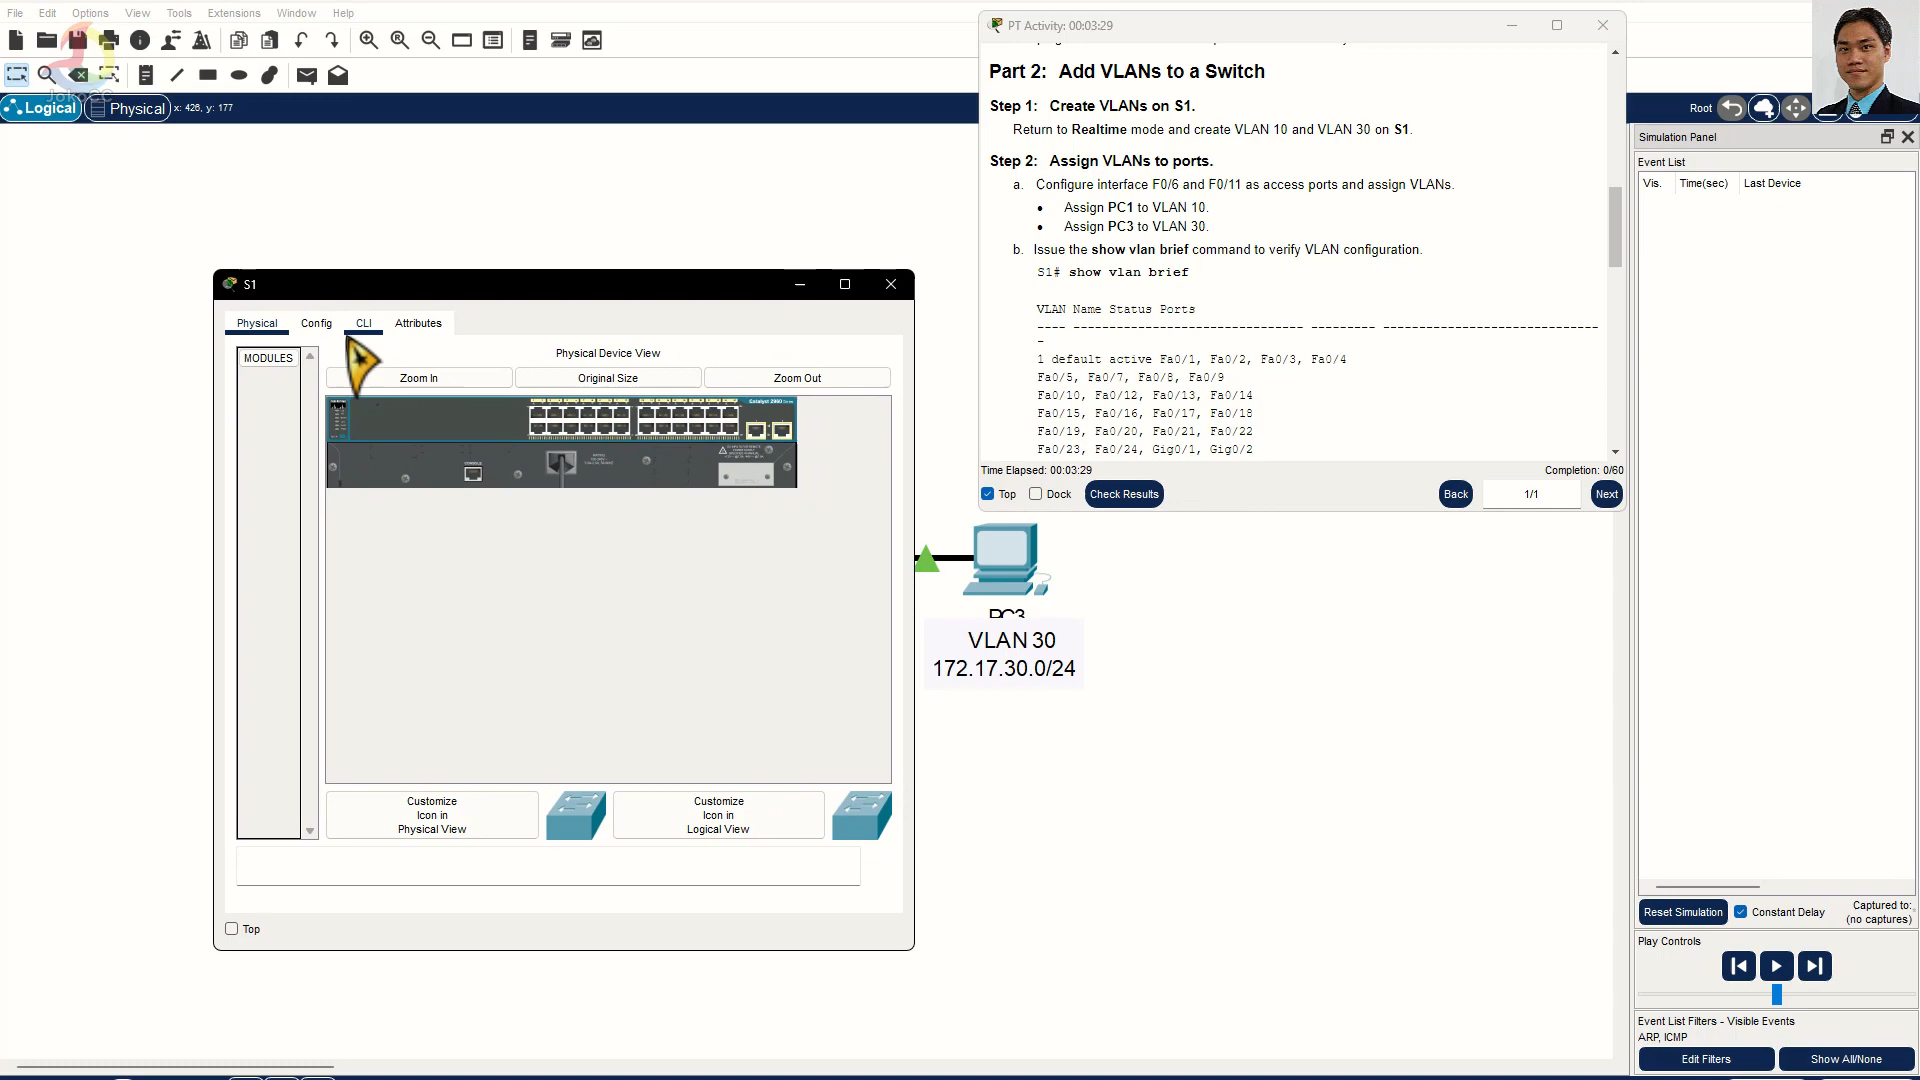 File Edit Options View Tools Extensions Window Help
JokoCC
Logical Physical x: 426, y: 177
Root
PT Activity: 00:03:29
Part 2: Add VLANs to a Switch
Step 1: Create VLANs on S1.
Return to Realtime mode and create VLAN 10 and VLAN 30 on S1.
Step 2: Assign VLANs to ports.
a. Configure interface F0/6 and F0/11 as access ports and assign VLANs.
• Assign PC1 to VLAN 10.
• Assign PC3 to VLAN 30.
b. Issue the show vlan brief command to verify VLAN configuration.
S1# show vlan brief
VLAN Name Status Ports
---- ------------------------------- --------- -----------------------------
-
1 default active Fa0/1, Fa0/2, Fa0/3, Fa0/4
Fa0/5, Fa0/7, Fa0/8, Fa0/9
Fa0/10, Fa0/12, Fa0/13, Fa0/14
Fa0/15, Fa0/16, Fa0/17, Fa0/18
Fa0/19, Fa0/20, Fa0/21, Fa0/22
Fa0/23, Fa0/24, Gig0/1, Gig0/2
Time Elapsed: 00:03:29 Completion: 0/60
Top Dock Check Results Back 1/1 Next
S1
Physical Config CLI Attributes
MODULES
Physical Device View
Zoom In Original Size Zoom Out
Catalyst 2960
CONSOLE
Customize
Icon in
Physical View
Customize
Icon in
Logical View
Top
PC3
VLAN 30
172.17.30.0/24
Simulation Panel
Event List
Vis. Time(sec) Last Device
Reset Simulation Constant Delay Captured to:
(no captures)
Play Controls
Event List Filters - Visible Events
ARP, ICMP
Edit Filters Show All/None